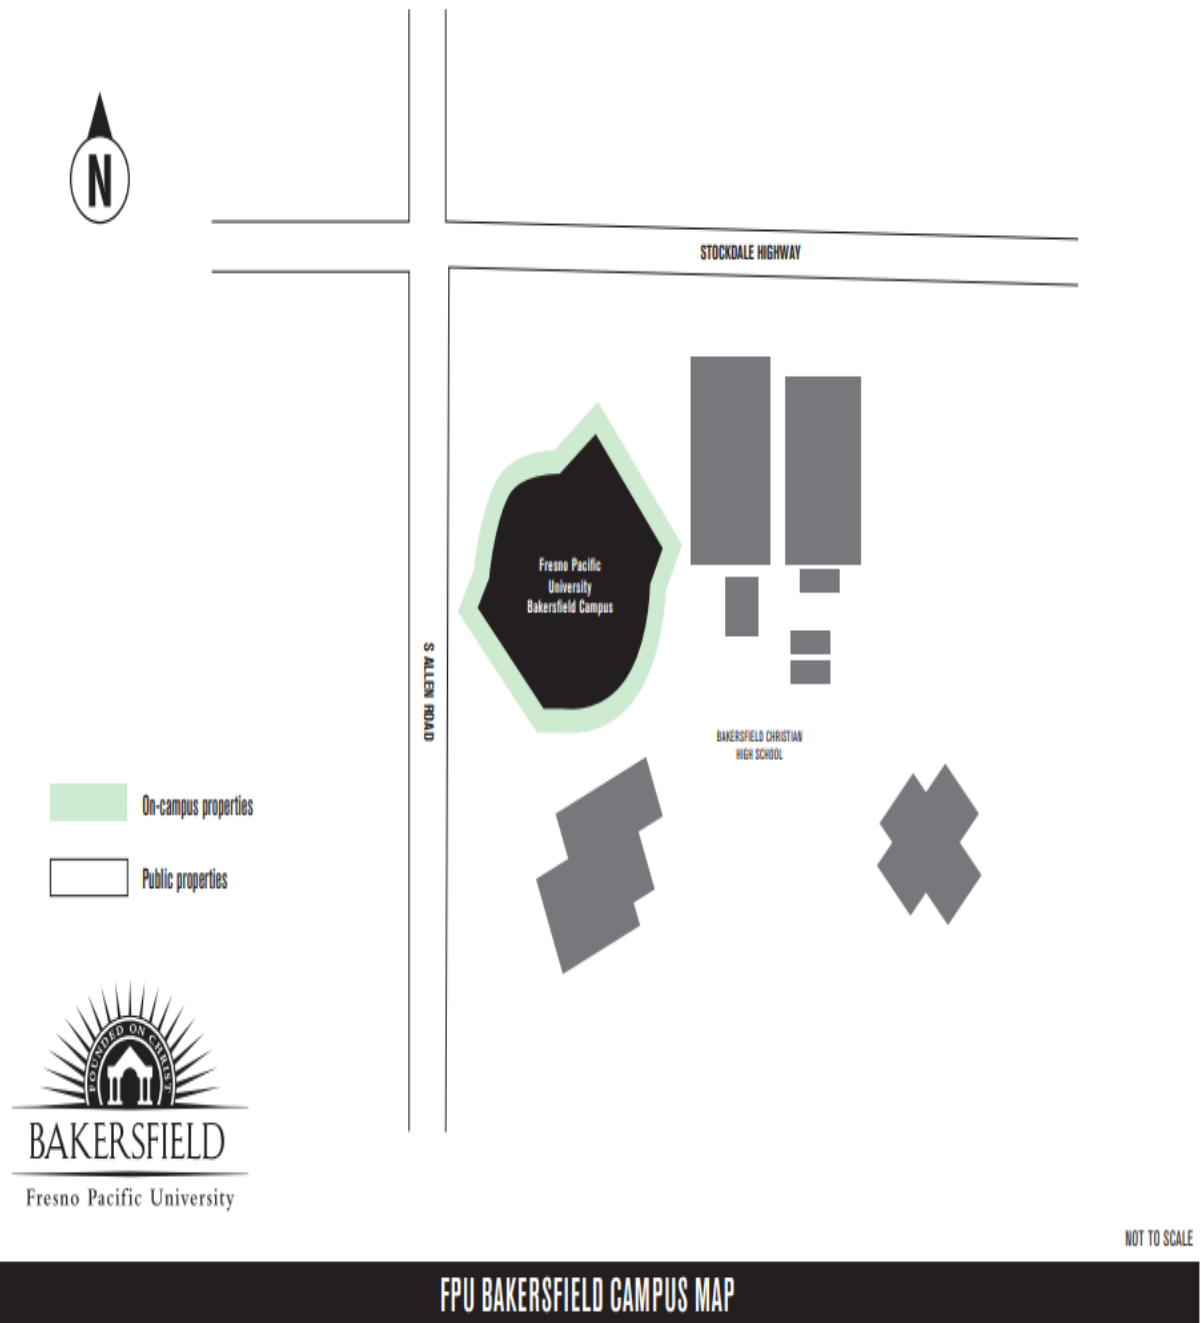 N
STOCKDALE HIGHWAY
Fresno Pacific
University
Bakersfield Campus
S ALLEN ROAD
BAKERSFIELD CHRISTIAN
HIGH SCHOOL
On-campus properties
Public properties
FOUNDED ON CHRIST
BAKERSFIELD
Fresno Pacific University
NOT TO SCALE
FPU BAKERSFIELD CAMPUS MAP